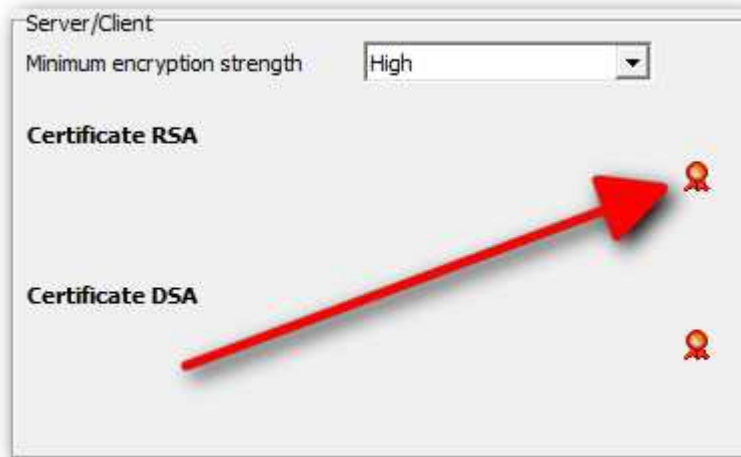 Server/Client
Minimum encryption strength High
Certificate RSA
Certificate DSA